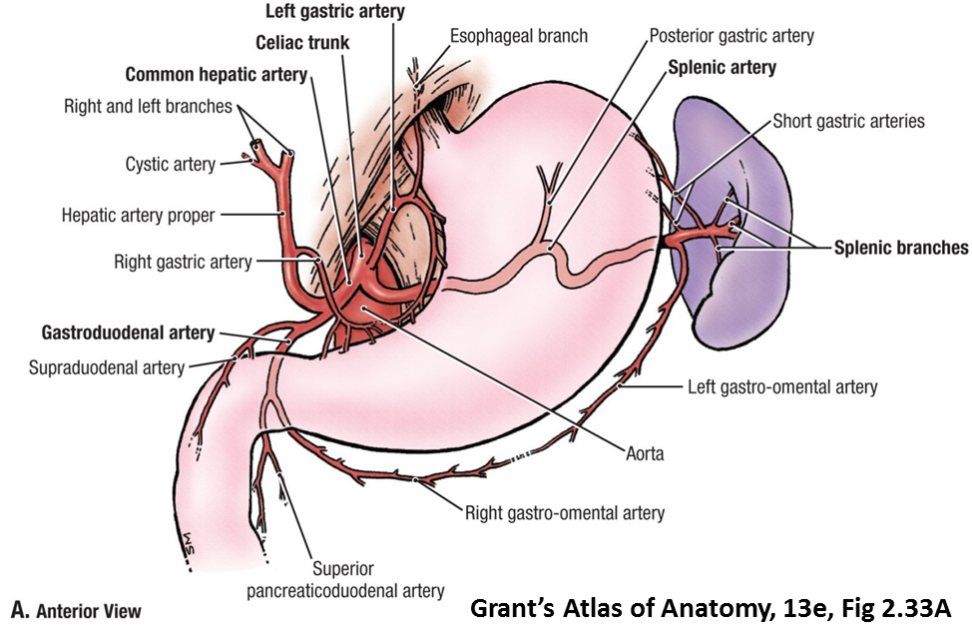 Left gastric artery
Celiac trunk
Esophageal branch
Posterior gastric artery
Common hepatic artery
Splenic artery
Right and left branches
Short gastric arteries
Cystic artery
Hepatic artery proper
Splenic branches
Right gastric artery
Gastroduodenal artery
Supraduodenal artery
Left gastro-omental artery
Aorta
Right gastro-omental artery
SM
Superior
pancreaticoduodenal artery
A. Anterior View
Grant's Atlas of Anatomy, 13e, Fig 2.33A